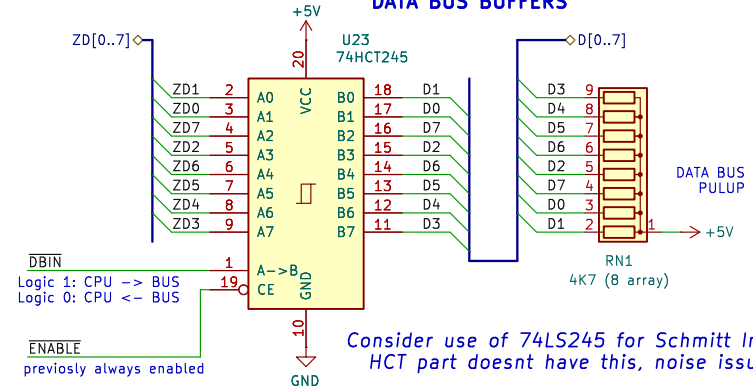 DATA BUS BUFFERS
+5V
ZD[0..7]
U23
74HCT245
D[0..7]
20
VCC
ZD1 2 A0 B0 18 D1 D3 9
ZD0 3 A1 B1 17 D0 D4 8
ZD7 4 A2 B2 16 D7 D5 7
ZD2 5 A3 B3 15 D2 D6 6
ZD6 6 A4 B4 14 D6 D2 5
ZD5 7 A5 B5 13 D5 D7 4
ZD4 8 A6 B6 12 D4 D0 3
ZD3 9 A7 B7 11 D3 D1 2
DATA BUS
PULUP
1
+5V
RN1
4K7 (8 array)
DBIN 1 A->B
Logic 1: CPU -> BUS
Logic 0: CPU <- BUS
19 CE
GND
10
ENABLE
previosly always enabled
GND
Consider use of 74LS245 for Schmitt In
HCT part doesnt have this, noise issu